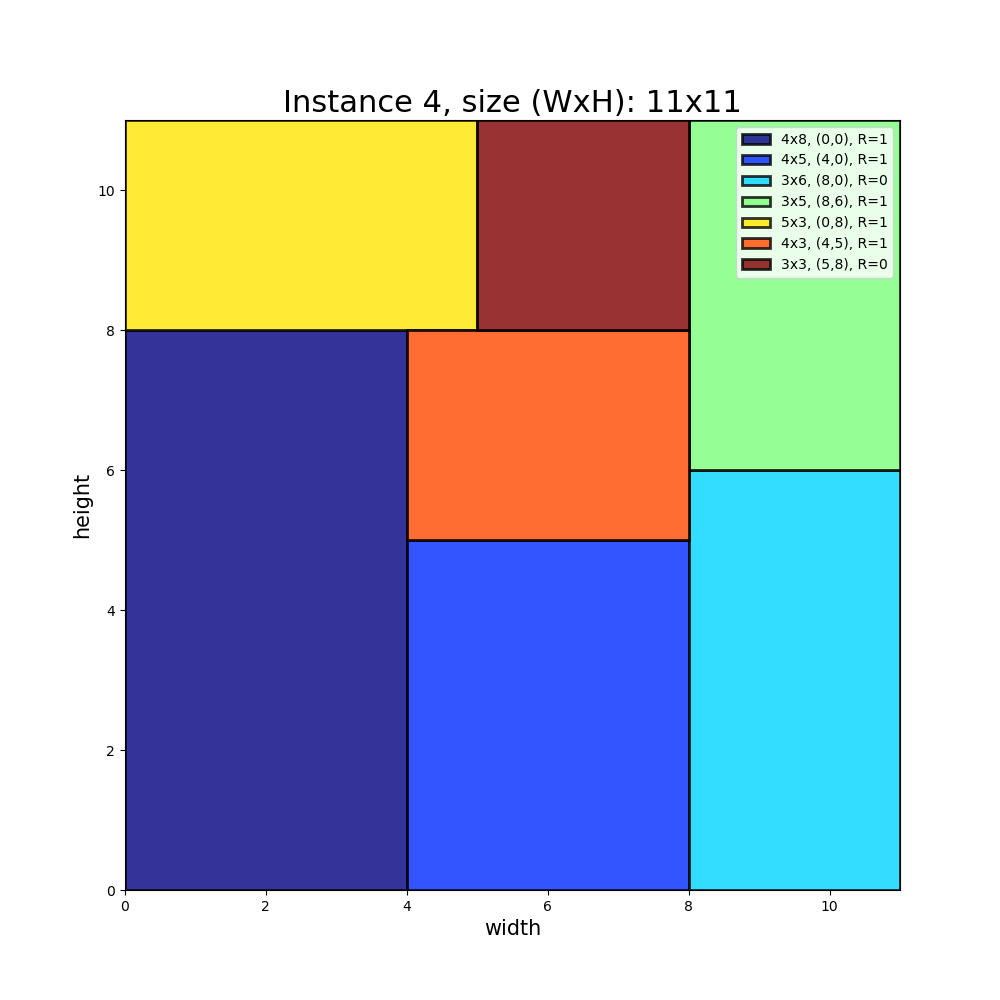 Instance 4, size (WxH): 11x11
4x8, (0,0), R=1
4x5, (4,0), R=1
3x6, (8,0), R=0
3x5, (8,6), R=1
5x3, (0,8), R=1
4x3, (4,5), R=1
3x3, (5,8), R=0
10
8
6
4
2
0
height
0 2 4 6 8 10
width